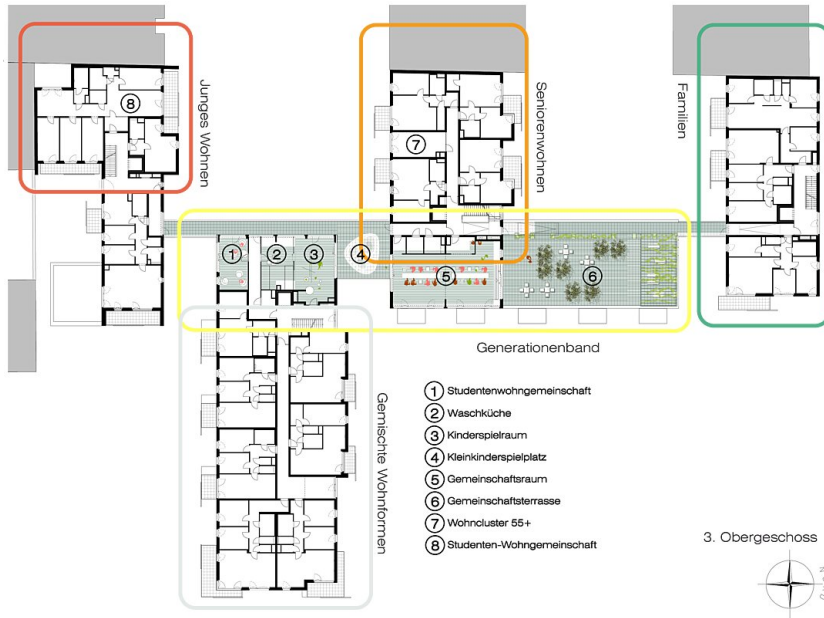 Junges Wohnen
Seniorenwohnen
Familien
8
7
1
2
3
4
5
6
Generationenband
Gemischte Wohnformen
1 Studentenwohngemeinschaft
2 Waschküche
3 Kinderspielraum
4 Kleinkinderspielplatz
5 Gemeinschaftsraum
6 Gemeinschaftsterrasse
7 Wohncluster 55+
8 Studenten-Wohngemeinschaft
3. Obergeschoss